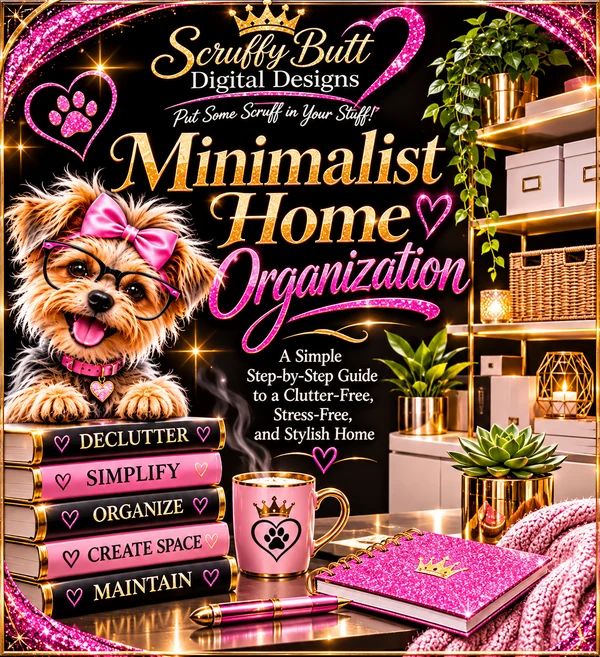 Scruffy Butt
Digital Designs
Put Some Scruff in Your Stuff!
Minimalist
Home
Organization
A Simple
Step-by-Step Guide
to a Clutter-Free,
Stress-Free,
and Stylish Home
DECLUTTER
SIMPLIFY
ORGANIZE
CREATE SPACE
MAINTAIN